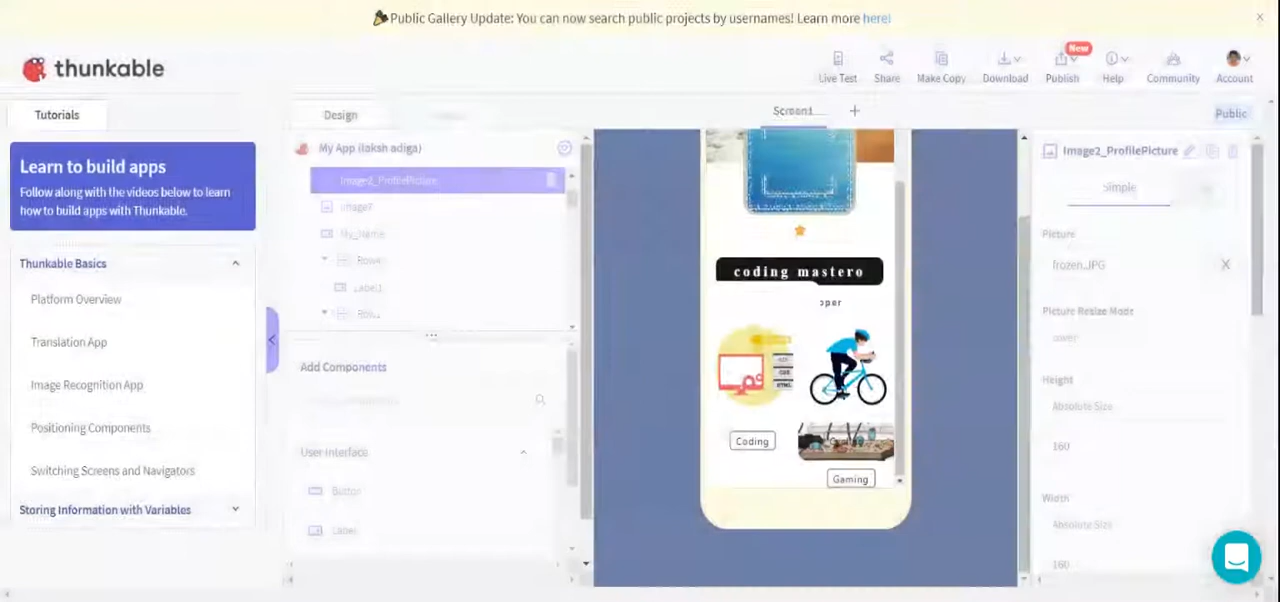 Public Gallery Update: You can now search public projects by usernames! Learn more here!
thunkable
New
Live Test
Share
Make Copy
Download
Publish
Help
Community
Account
Tutorials
Design
Screen1
Public
Learn to build apps
Follow along with the videos below to learn
how to build apps with Thunkable.
Thunkable Basics
Platform Overview
Translation App
Image Recognition App
Positioning Components
Switching Screens and Navigators
Storing Information with Variables
My App (laksh adiga)
Image2_ProfilePicture
Image7
My_Name
Label1
Add Components
User Interface
Button
Label
coding mastero
oper
HTML
Coding
Gaming
Image2_ProfilePicture
Simple
Picture
frozen.JPG
X
Picture Resize Mode
Height
Absolute Size
160
Width
Absolute Size
160